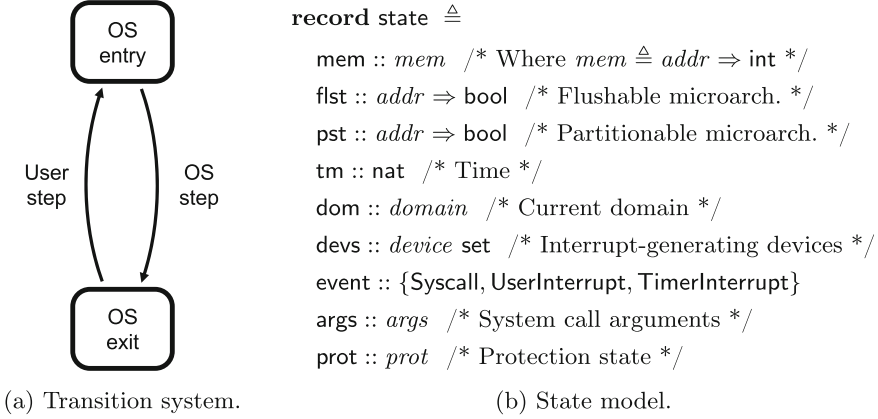 OS
entry
User
step
OS
step
OS
exit
(a) Transition system.
record state ≜
mem :: mem /* Where mem ≜ addr ⇒ int */
flst :: addr ⇒ bool /* Flushable microarch. */
pst :: addr ⇒ bool /* Partitionable microarch. */
tm :: nat /* Time */
dom :: domain /* Current domain */
devs :: device set /* Interrupt-generating devices */
event :: {Syscall, UserInterrupt, TimerInterrupt}
args :: args /* System call arguments */
prot :: prot /* Protection state */
(b) State model.